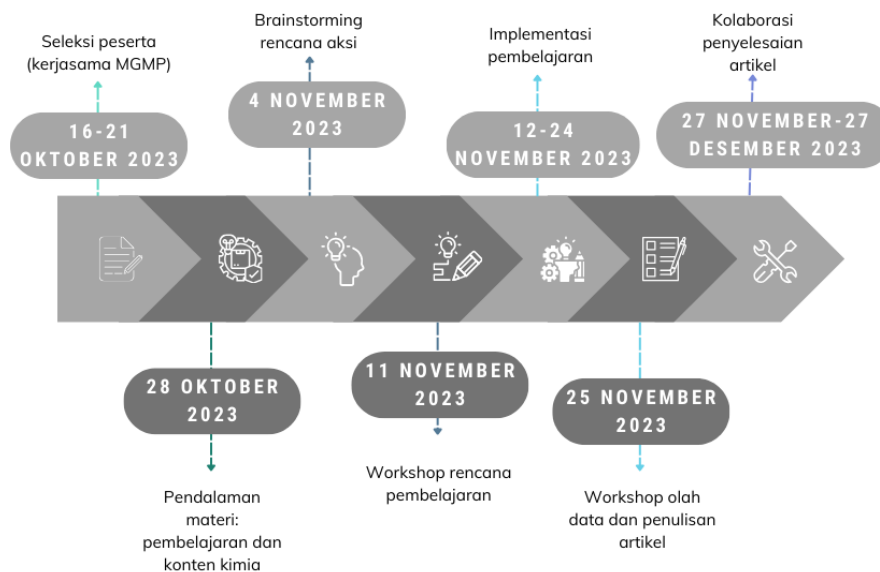 Seleksi peserta
(kerjasama MGMP)
16-21
OKTOBER 2023
Brainstorming
rencana aksi
4 NOVEMBER
2023
Implementasi
pembelajaran
12-24
NOVEMBER 2023
Kolaborasi
penyelesaian
artikel
27 NOVEMBER-27
DESEMBER 2023
28 OKTOBER
2023
Pendalaman
materi:
pembelajaran dan
konten kimia
11 NOVEMBER
2023
Workshop rencana
pembelajaran
25 NOVEMBER
2023
Workshop olah
data dan penulisan
artikel